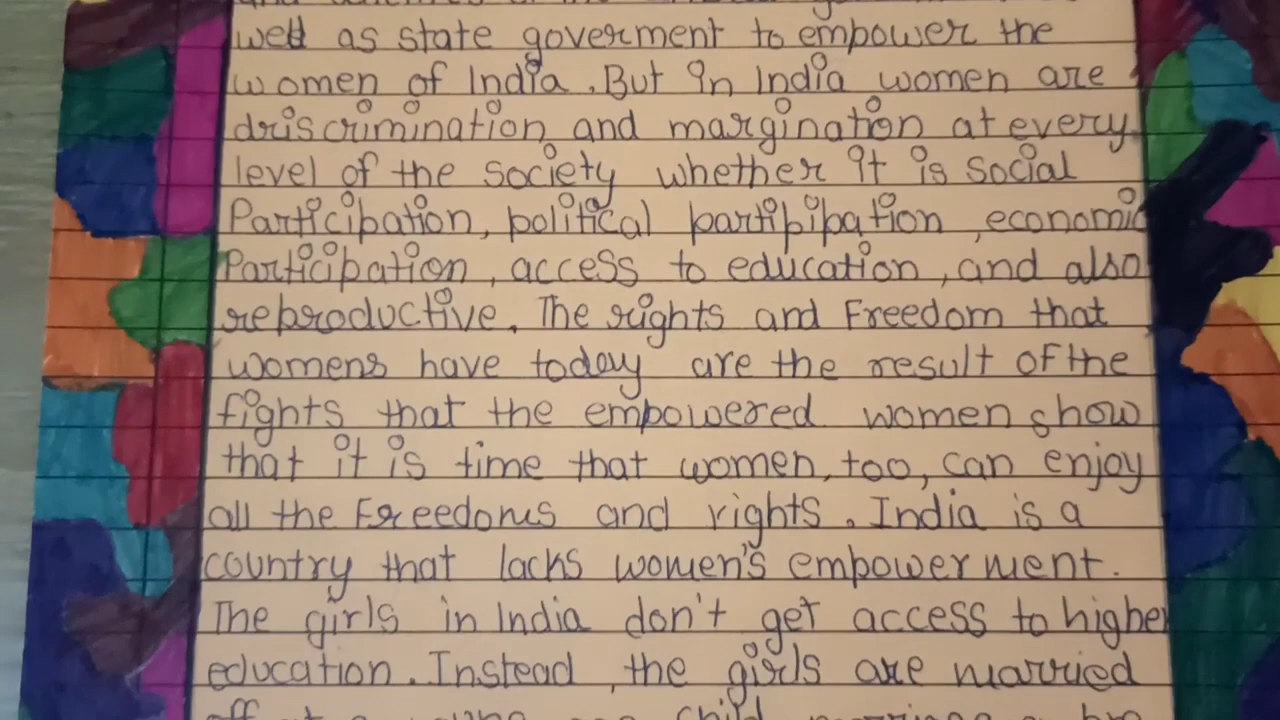 well as state goverment to empower the
women of India. But in India women are
driscrimination and margination at every
level of the society whether it is social
Participation, political partipipation, economic
Participation, access to education, and also
reproductive. The rights and Freedom that
womens have today are the result of the
fights that the empowered women show
that it is time that women, too, can enjoy
all the Freedoms and rights. India is a
country that lacks women's empowerment.
The girls in India don't get access to higher
education. Instead, the girls are married